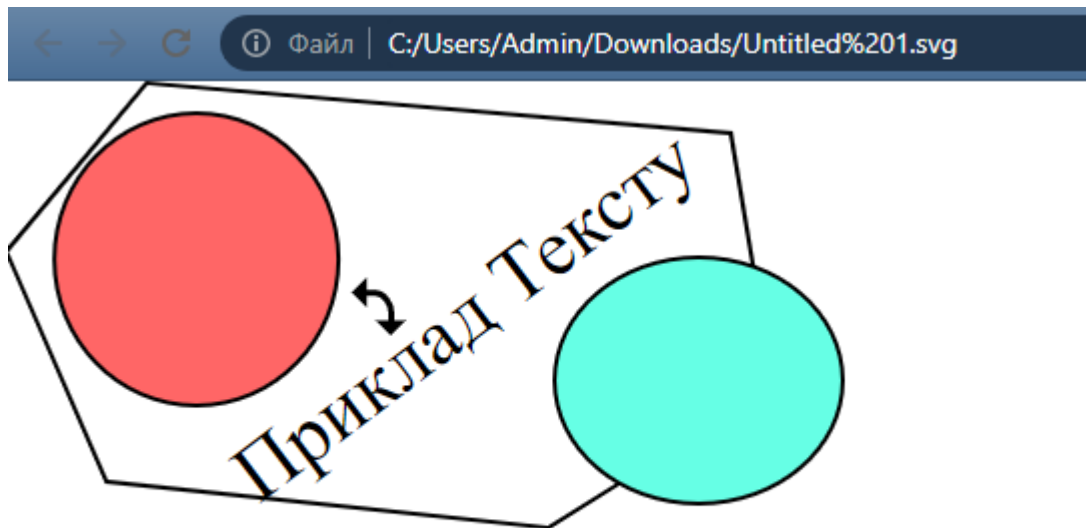 Файл C:/Users/Admin/Downloads/Untitled%201.svg
Приклад Тексту